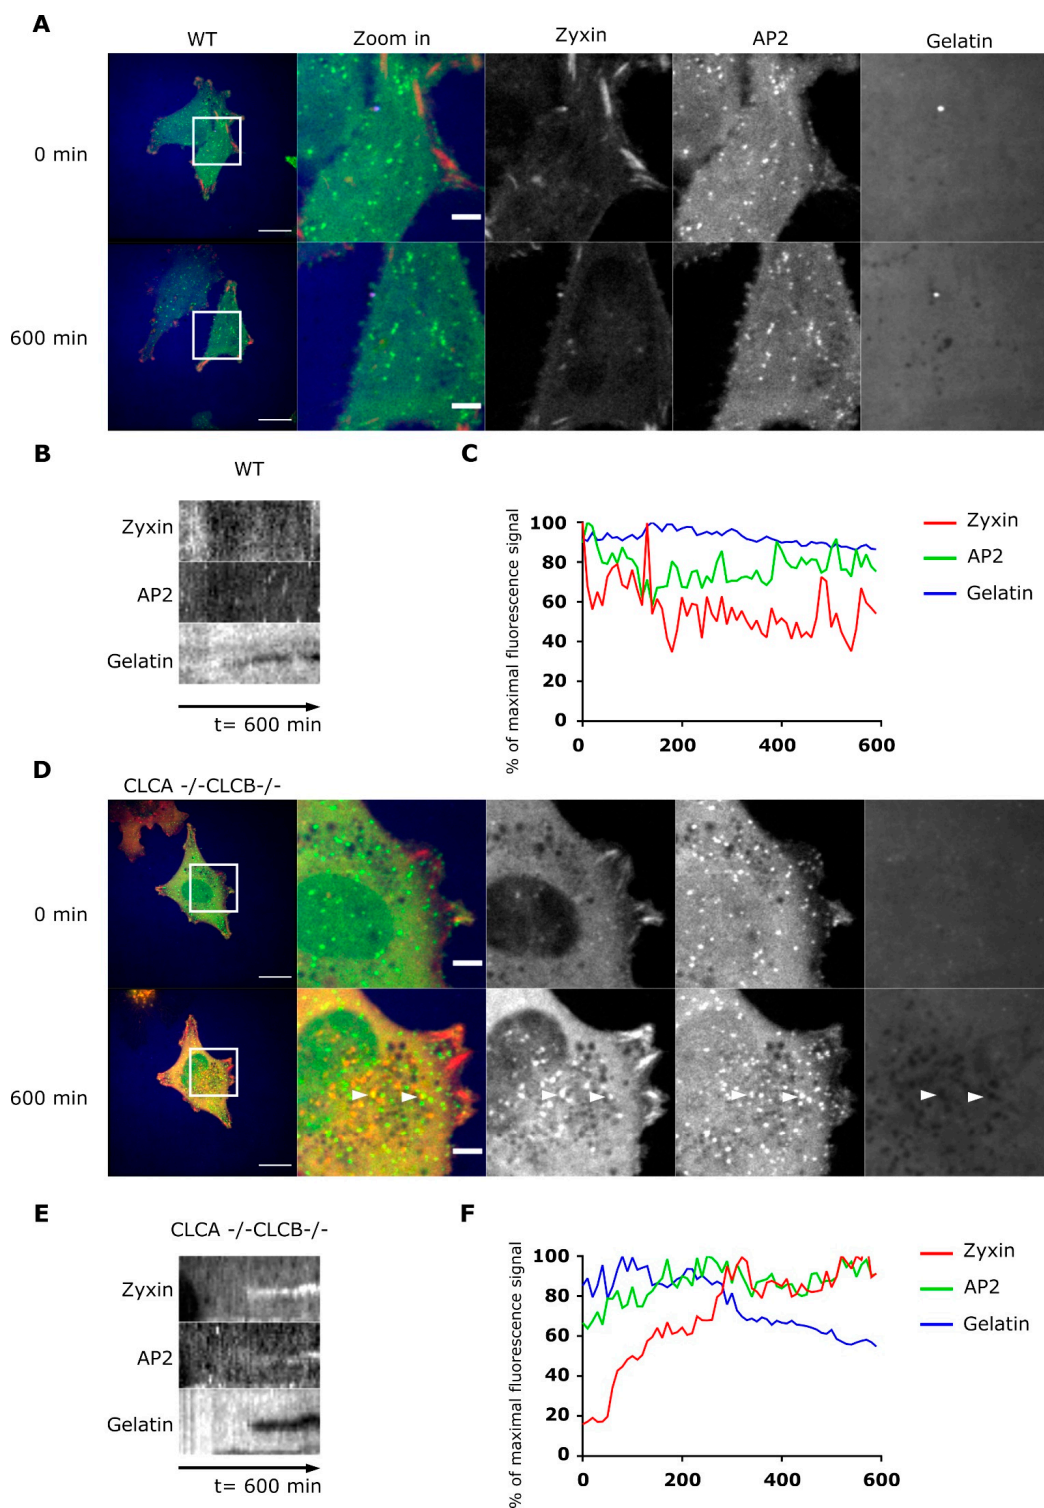 A
WT
Zoom in
Zyxin
AP2
Gelatin
0 min
600 min
B
WT
Zyxin
AP2
Gelatin
t= 600 min
C
% of maximal fluorescence signal
100
80
60
40
20
0
0
200
400
600
Zyxin
AP2
Gelatin
D
CLCA -/-CLCB-/-
0 min
600 min
E
CLCA -/-CLCB-/-
Zyxin
AP2
Gelatin
t= 600 min
F
% of maximal fluorescence signal
100
80
60
40
20
0
0
200
400
600
Zyxin
AP2
Gelatin